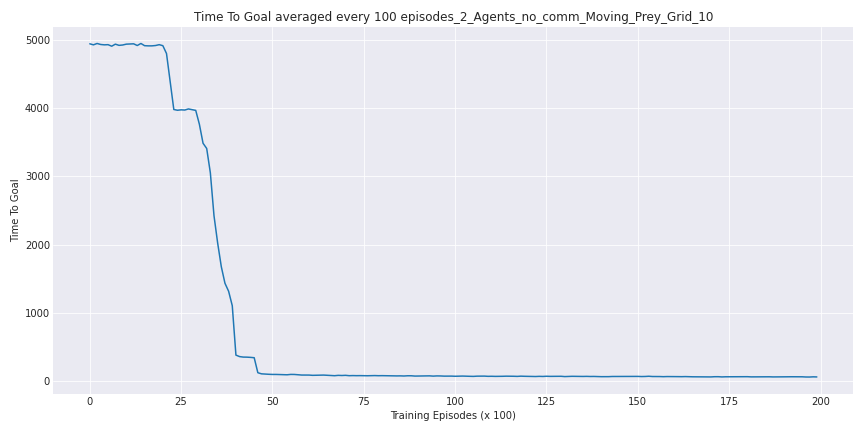 Time To Goal averaged every 100 episodes_2_Agents_no_comm_Moving_Prey_Grid_10
5000
4000
3000
2000
1000
0
Time To Goal
0 25 50 75 100 125 150 175 200
Training Episodes (x 100)